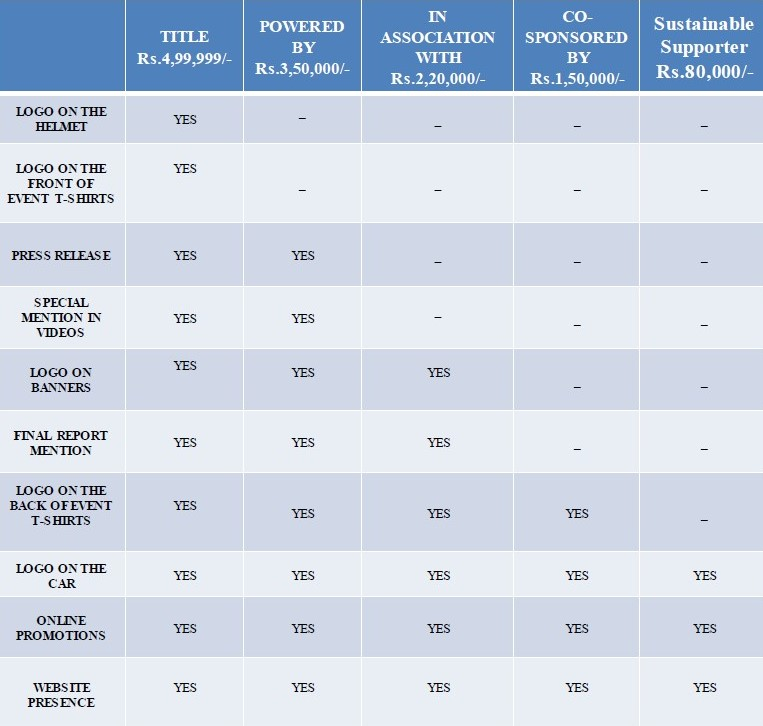 TITLE
Rs.4,99,999/-
POWERED
BY
Rs.3,50,000/-
IN
ASSOCIATION
WITH
Rs.2,20,000/-
CO-
SPONSORED
BY
Rs.1,50,000/-
Sustainable
Supporter
Rs.80,000/-
LOGO ON THE
HELMET
YES
–
–
–
–
LOGO ON THE
FRONT OF
EVENT T-SHIRTS
YES
–
–
–
–
PRESS RELEASE
YES
YES
–
–
–
SPECIAL
MENTION IN
VIDEOS
YES
YES
–
–
–
LOGO ON
BANNERS
YES
YES
YES
–
–
FINAL REPORT
MENTION
YES
YES
YES
–
–
LOGO ON THE
BACK OF EVENT
T-SHIRTS
YES
YES
YES
YES
–
LOGO ON THE
CAR
YES
YES
YES
YES
YES
ONLINE
PROMOTIONS
YES
YES
YES
YES
YES
WEBSITE
PRESENCE
YES
YES
YES
YES
YES